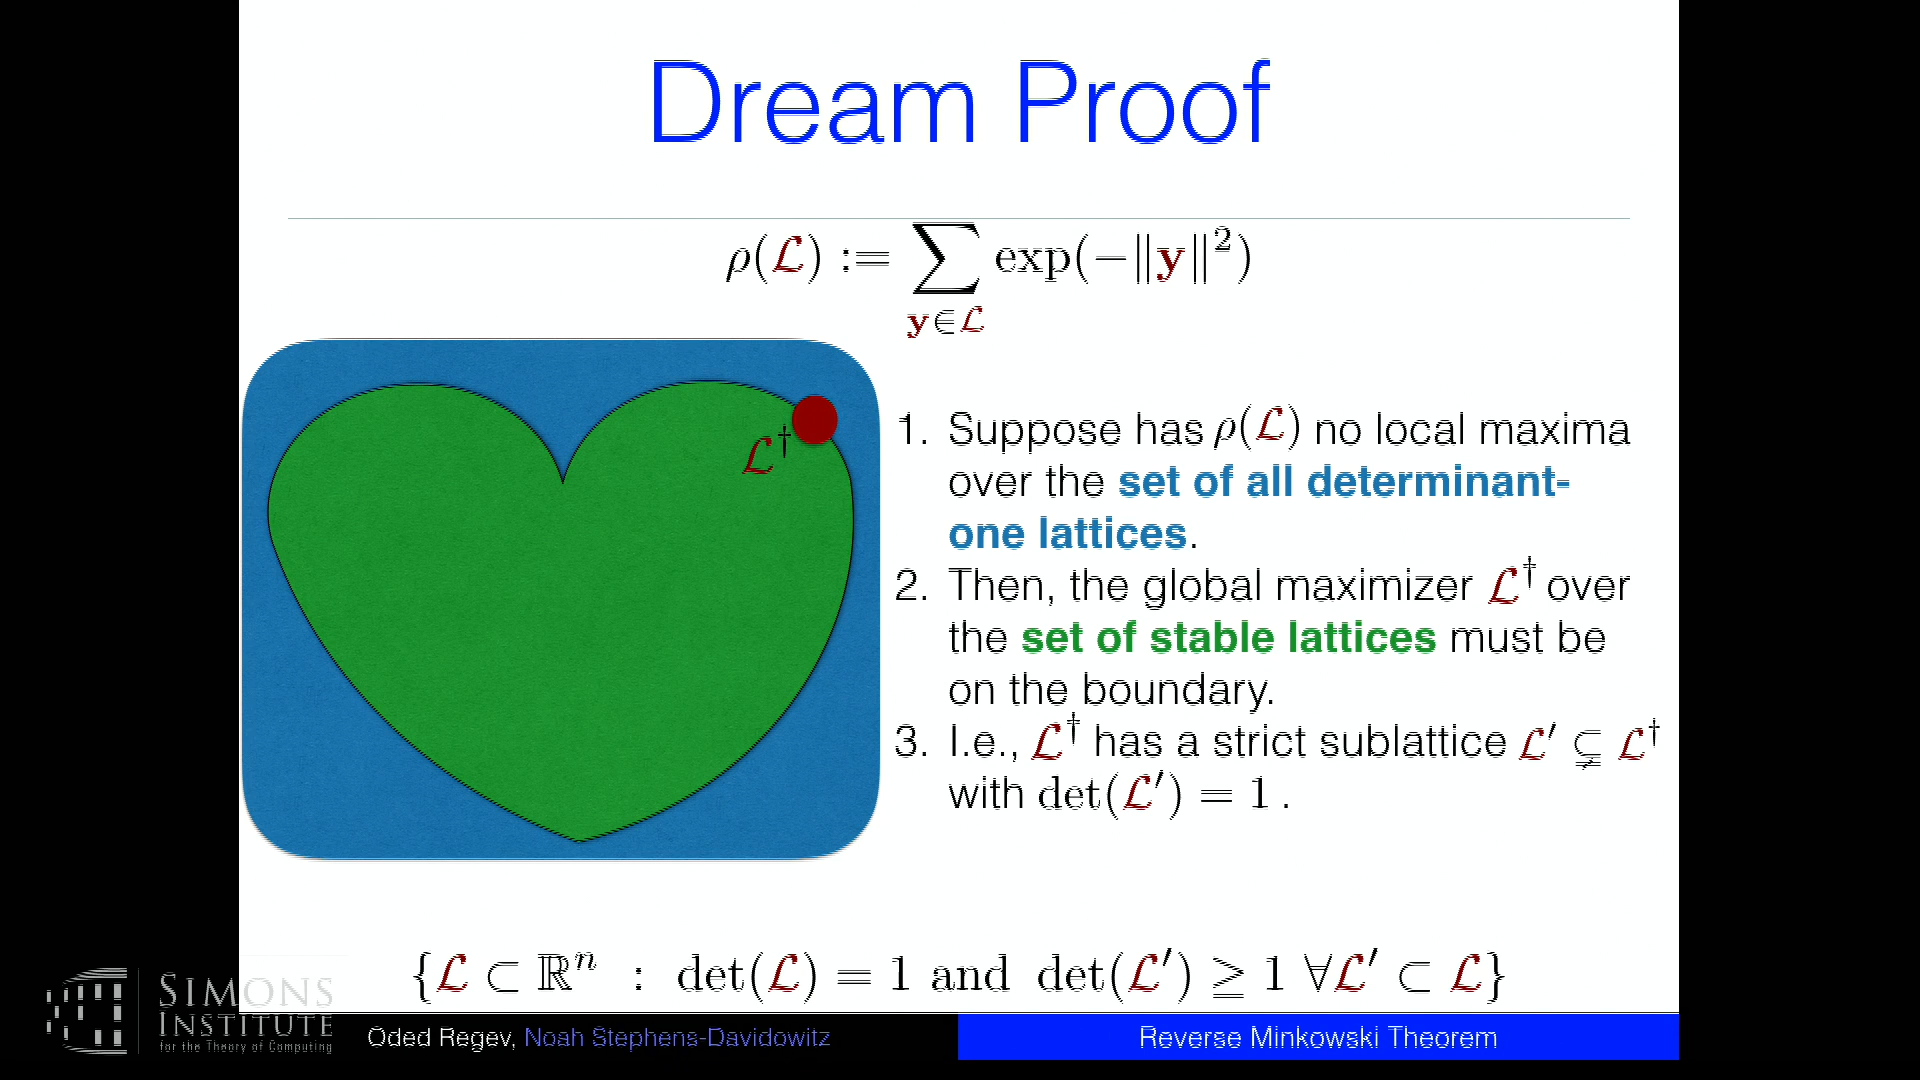 Dream Proof
ρ(ℒ) := ∑_{y∈ℒ} exp(−‖y‖²)
ℒ†
1. Suppose has ρ(ℒ) no local maxima
over the set of all determinant-
one lattices.
2. Then, the global maximizer ℒ† over
the set of stable lattices must be
on the boundary.
3. I.e., ℒ† has a strict sublattice ℒ′ ⊊ ℒ†
with det(ℒ′) = 1 .
{ℒ ⊂ ℝⁿ : det(ℒ) = 1 and det(ℒ′) ≥ 1 ∀ℒ′ ⊂ ℒ}
SIMONS
INSTITUTE
for the Theory of Computing
Oded Regev, Noah Stephens-Davidowitz
Reverse Minkowski Theorem